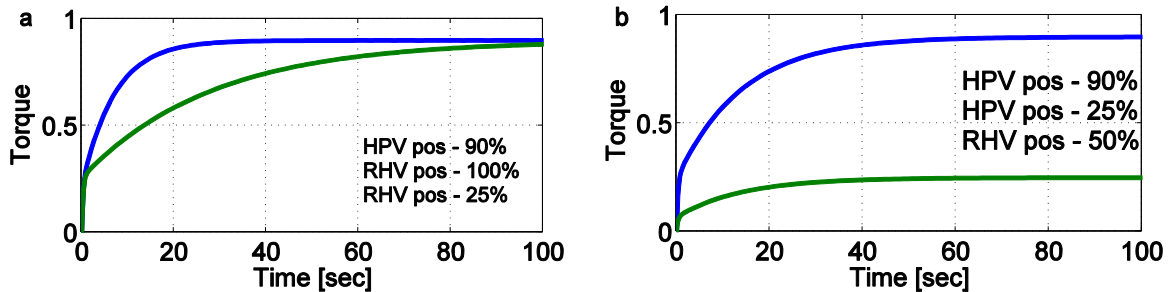 a
1
0.5
0
Torque
HPV pos - 90%
RHV pos - 100%
RHV pos - 25%
0 20 40 60 80 100
Time [sec]
b
1
0.5
0
Torque
HPV pos - 90%
HPV pos - 25%
RHV pos - 50%
0 20 40 60 80 100
Time [sec]